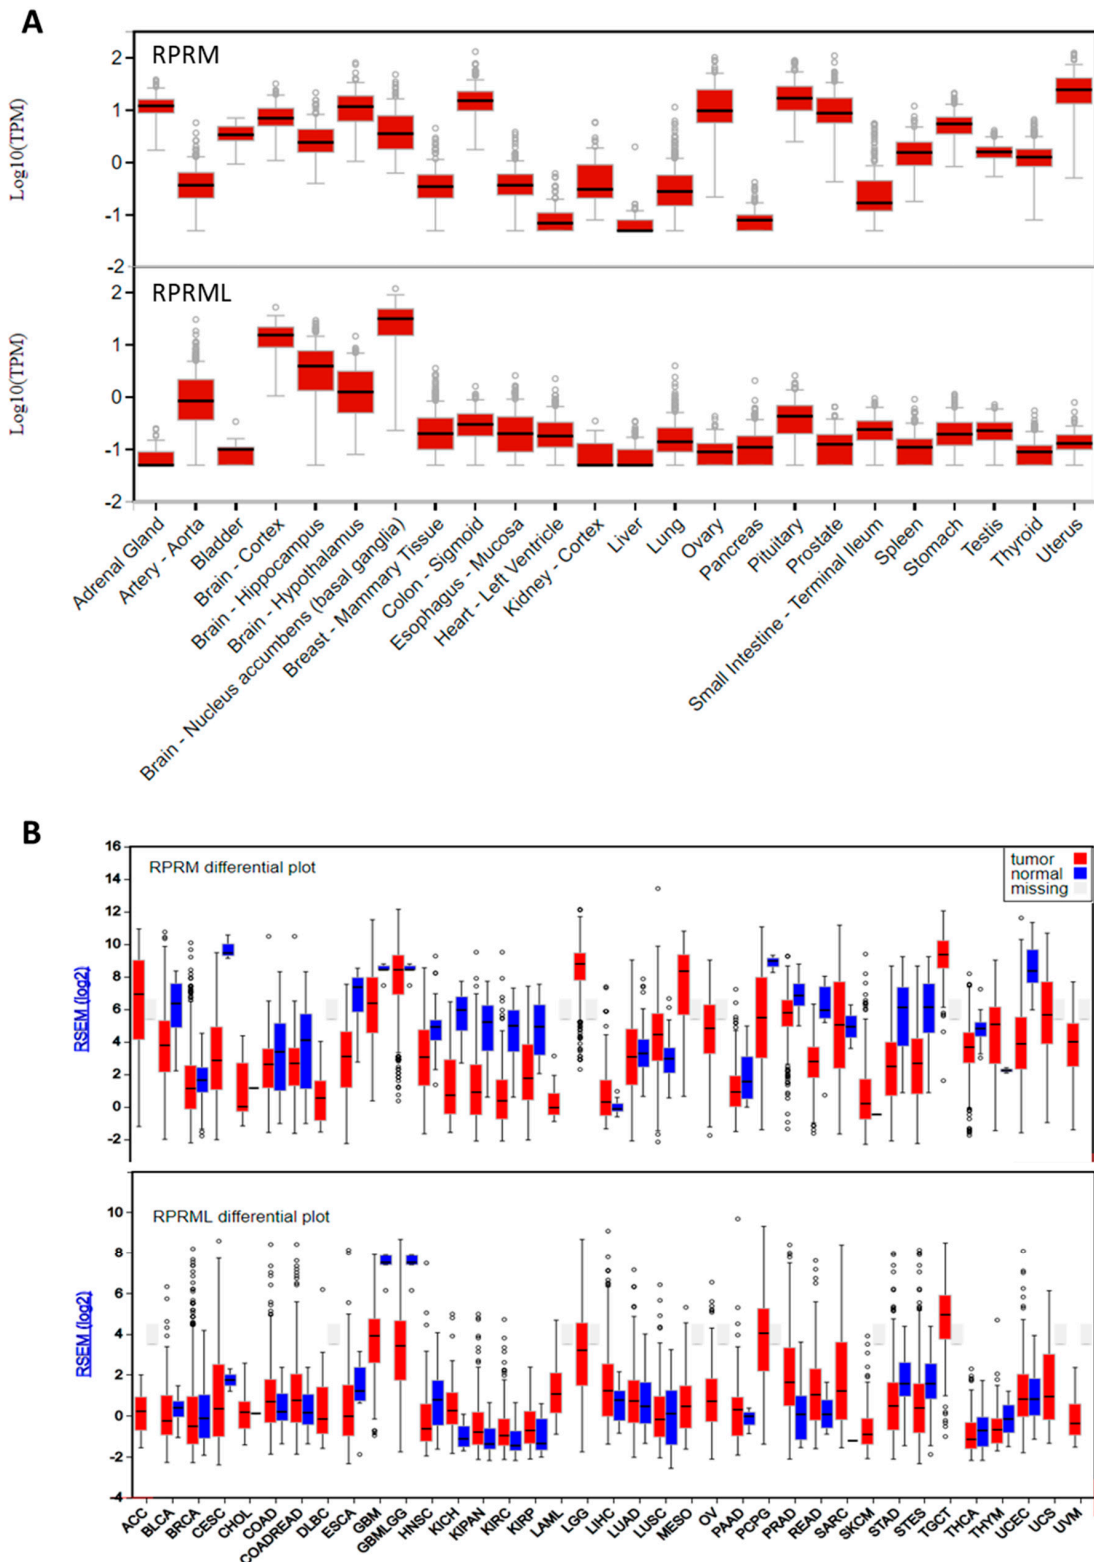 A
RPRM
Log10(TPM)
2
1
0
-1
-2
RPRML
Log10(TPM)
2
1
0
-1
-2
Adrenal Gland
Artery - Aorta
Bladder
Brain - Cortex
Brain - Hippocampus
Brain - Hypothalamus
Brain - Nucleus accumbens (basal ganglia)
Breast - Mammary Tissue
Colon - Sigmoid
Esophagus - Mucosa
Heart - Left Ventricle
Kidney - Cortex
Liver
Lung
Ovary
Pancreas
Pituitary
Prostate
Small Intestine - Terminal Ileum
Spleen
Stomach
Testis
Thyroid
Uterus
B
RPRM differential plot
tumor
normal
missing
RSEM (log2)
16
14
12
10
8
6
4
2
0
-2
RPRML differential plot
RSEM (log2)
10
8
6
4
2
0
-2
-4
ACC
BLCA
BRCA
CESC
CHOL
COAD
COADREAD
DLBC
ESCA
GBM
GBMLGG
HNSC
KICH
KIPAN
KIRC
KIRP
LAML
LGG
LIHC
LUAD
LUSC
MESO
OV
PAAD
PCPG
PRAD
READ
SARC
SKCM
STAD
STES
TGCT
THCA
THYM
UCEC
UCS
UVM